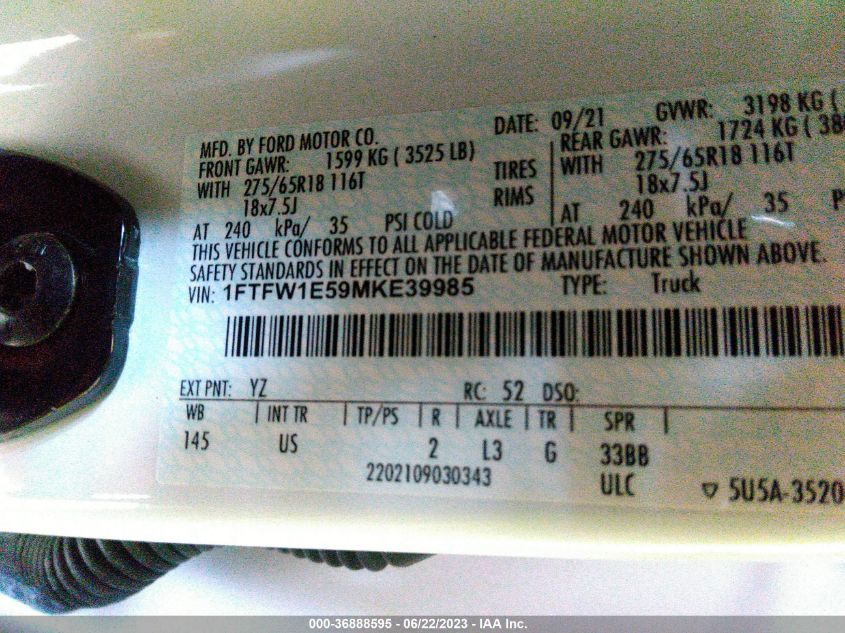 MFD. BY FORD MOTOR CO. DATE: 09/21 GVWR: 3198 KG (
FRONT GAWR: 1599 KG ( 3525 LB) REAR GAWR: 1724 KG (
WITH 275/65R18 116T TIRES WITH 275/65R18 116T
18x7.5J RIMS 18x7.5J
AT 240 kPa/ 35 PSI COLD AT 240 kPa/ 35
THIS VEHICLE CONFORMS TO ALL APPLICABLE FEDERAL MOTOR VEHICLE
SAFETY STANDARDS IN EFFECT ON THE DATE OF MANUFACTURE SHOWN ABOVE.
VIN: 1FTFW1E59MKE39985 TYPE: Truck
EXT PNT: YZ RC: 52 DSO:
WB | INT TR | TP/PS | R | AXLE | TR | SPR |
145 US 2 L3 G 33BB
2202109030343 ULC 5U5A-3520
000-36888595 - 06/22/2023 - IAA Inc.